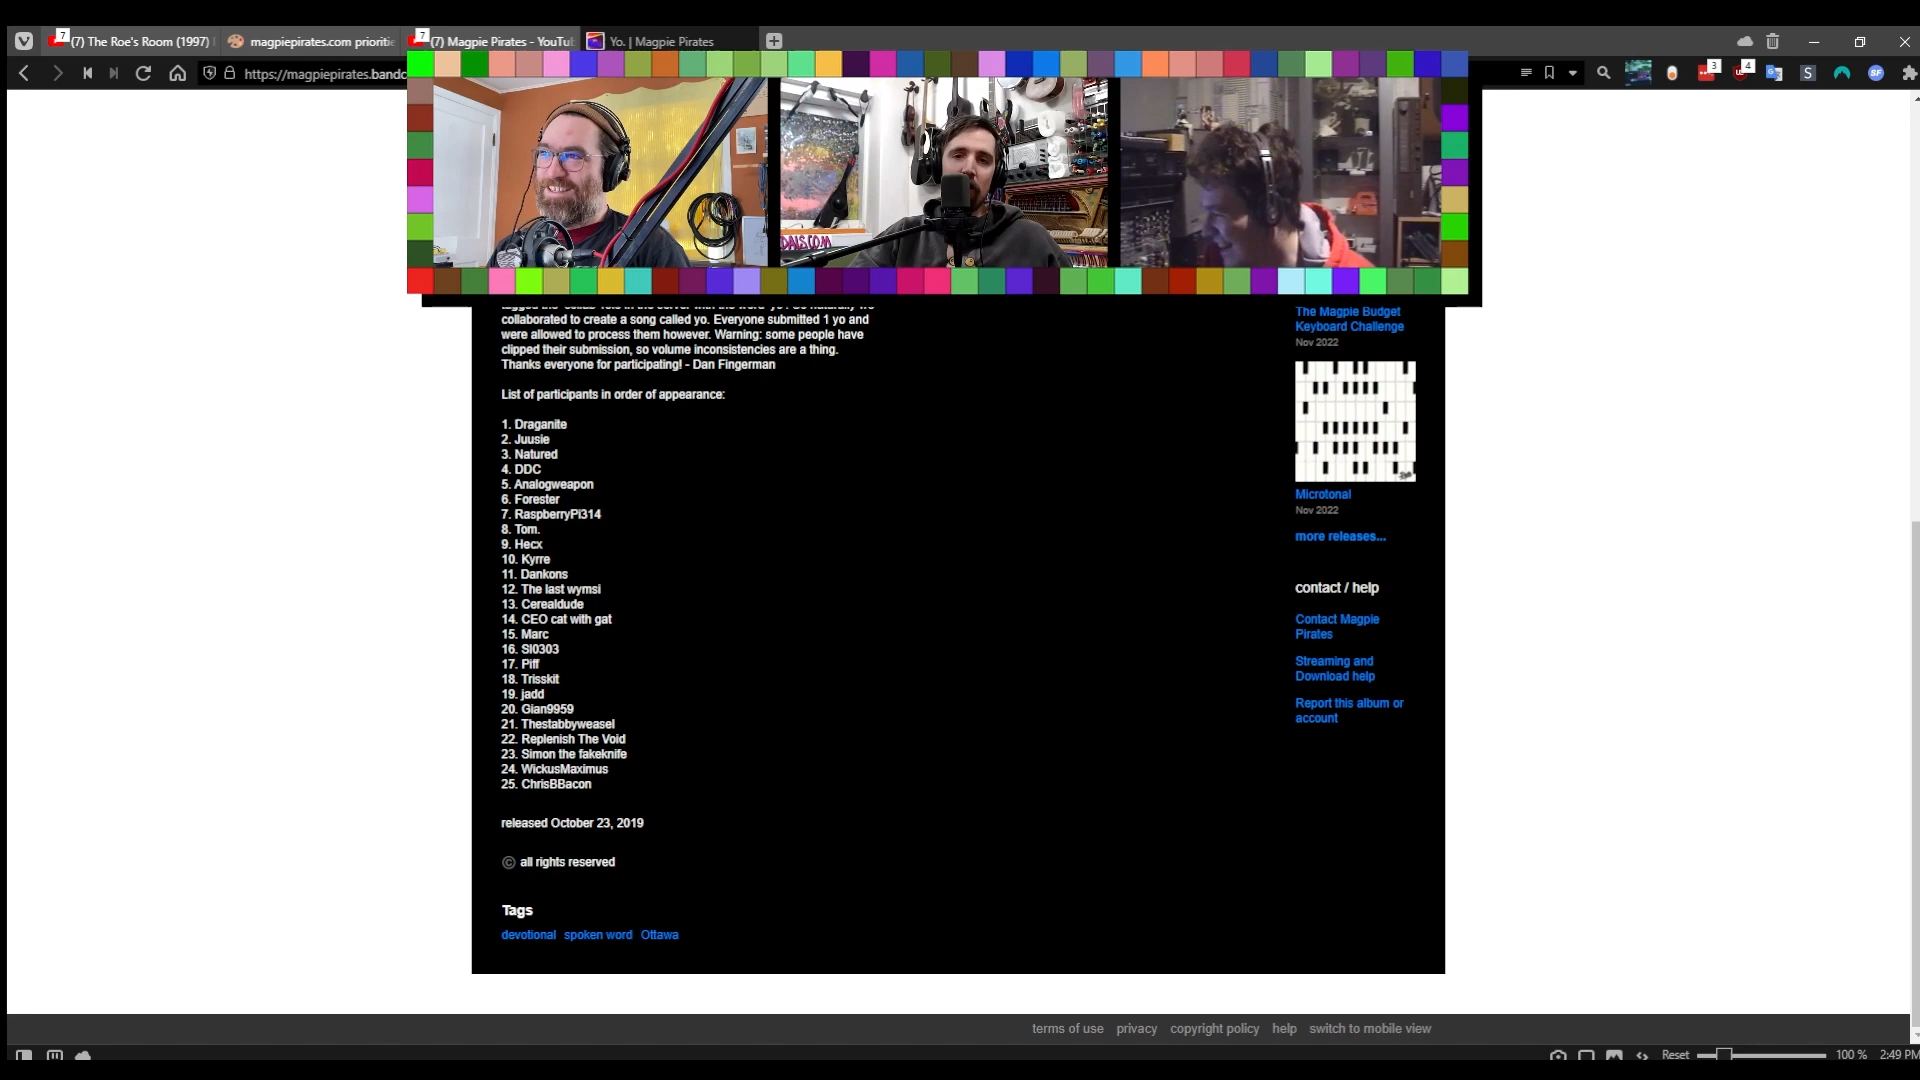 7
(7) The Roe's Room (1997)
magpiepirates.com prioriti
7
(7) Magpie Pirates - YouTu
Yo. | Magpie Pirates
https://magpiepirates.bandc
3
4
S
SF
DALS.COM
collaborated to create a song called yo. Everyone submitted 1 yo and
were allowed to process them however. Warning: some people have
clipped their submission, so volume inconsistencies are a thing.
Thanks everyone for participating! - Dan Fingerman
List of participants in order of appearance:
1. Draganite
2. Juusie
3. Natured
4. DDC
5. Analogweapon
6. Forester
7. RaspberryPi314
8. Tom.
9. Hecx
10. Kyrre
11. Dankons
12. The last wymsi
13. Cerealdude
14. CEO cat with gat
15. Marc
16. Sl0303
17. Piff
18. Trisskit
19. jadd
20. Gian9959
21. Thestabbyweasel
22. Replenish The Void
23. Simon the fakeknife
24. WickusMaximus
25. ChrisBBacon
released October 23, 2019
© all rights reserved
Tags
devotional spoken word Ottawa
The Magpie Budget
Keyboard Challenge
Nov 2022
Microtonal
Nov 2022
more releases...
contact / help
Contact Magpie
Pirates
Streaming and
Download help
Report this album or
account
terms of use privacy copyright policy help switch to mobile view
Reset 100 % 2:49 PM